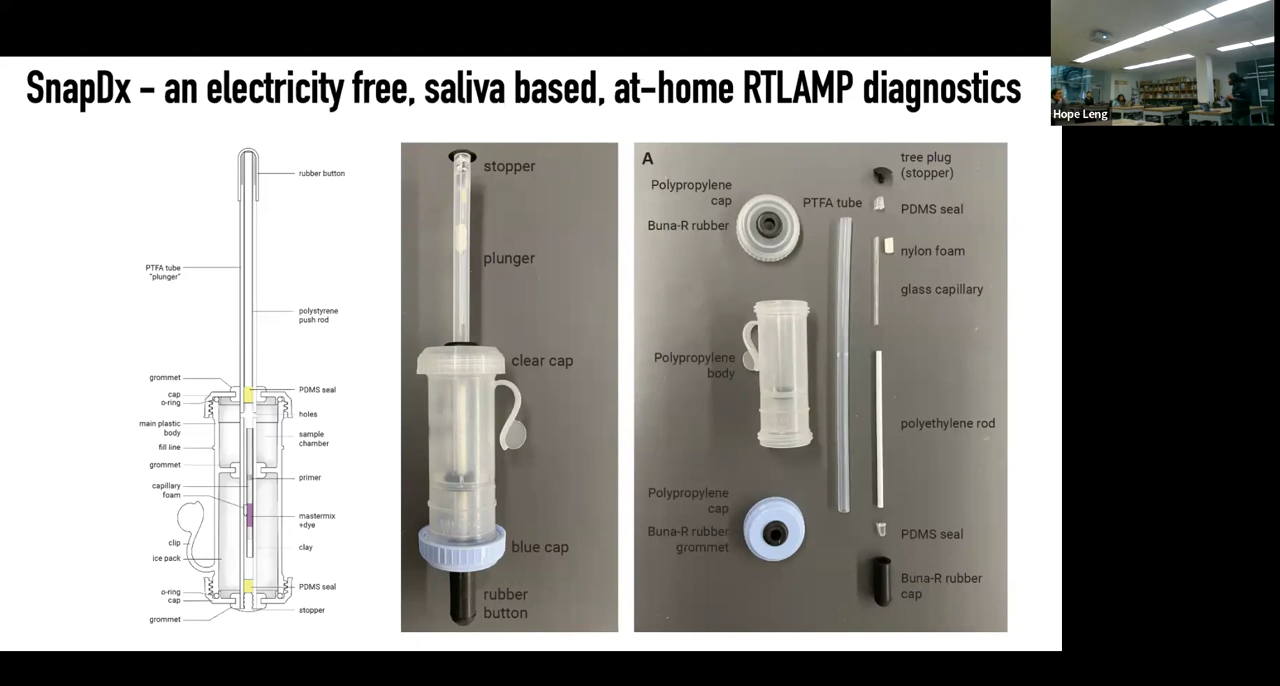 SnapDx - an electricity free, saliva based, at-home RTLAMP diagnostics
Hope Leng
rubber button
PTFA tube
"plunger"
polystyrene
push rod
grommet
cap
o-ring
main plastic
body
fill line
grommet
capillary
foam
clip
ice pack
o-ring
cap
grommet
PDMS seal
holes
sample
chamber
primer
mastermix
+dye
clay
PDMS seal
stopper
stopper
plunger
clear cap
blue cap
rubber
button
A
Polypropylene
cap
Buna-R rubber
PTFA tube
tree plug
(stopper)
PDMS seal
nylon foam
glass capillary
Polypropylene
body
polyethylene rod
Polypropylene
cap
Buna-R rubber
grommet
PDMS seal
Buna-R rubber
cap